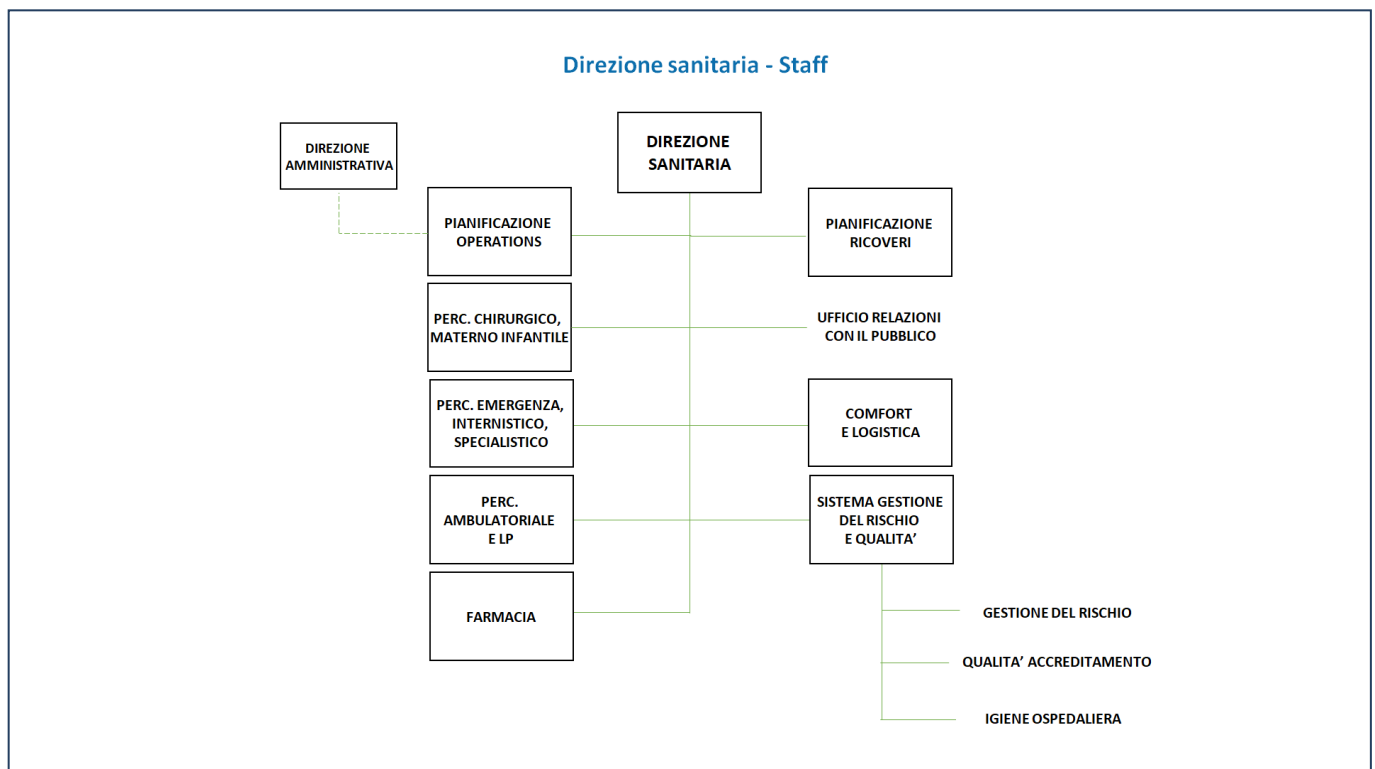 Direzione sanitaria - Staff
DIREZIONE
AMMINISTRATIVA
DIREZIONE
SANITARIA
PIANIFICAZIONE
OPERATIONS
PIANIFICAZIONE
RICOVERI
PERC. CHIRURGICO,
MATERNO INFANTILE
UFFICIO RELAZIONI
CON IL PUBBLICO
PERC. EMERGENZA,
INTERNISTICO,
SPECIALISTICO
COMFORT
E LOGISTICA
PERC.
AMBULATORIALE
E LP
SISTEMA GESTIONE
DEL RISCHIO
E QUALITA’
FARMACIA
GESTIONE DEL RISCHIO
QUALITA’ ACCREDITAMENTO
IGIENE OSPEDALIERA